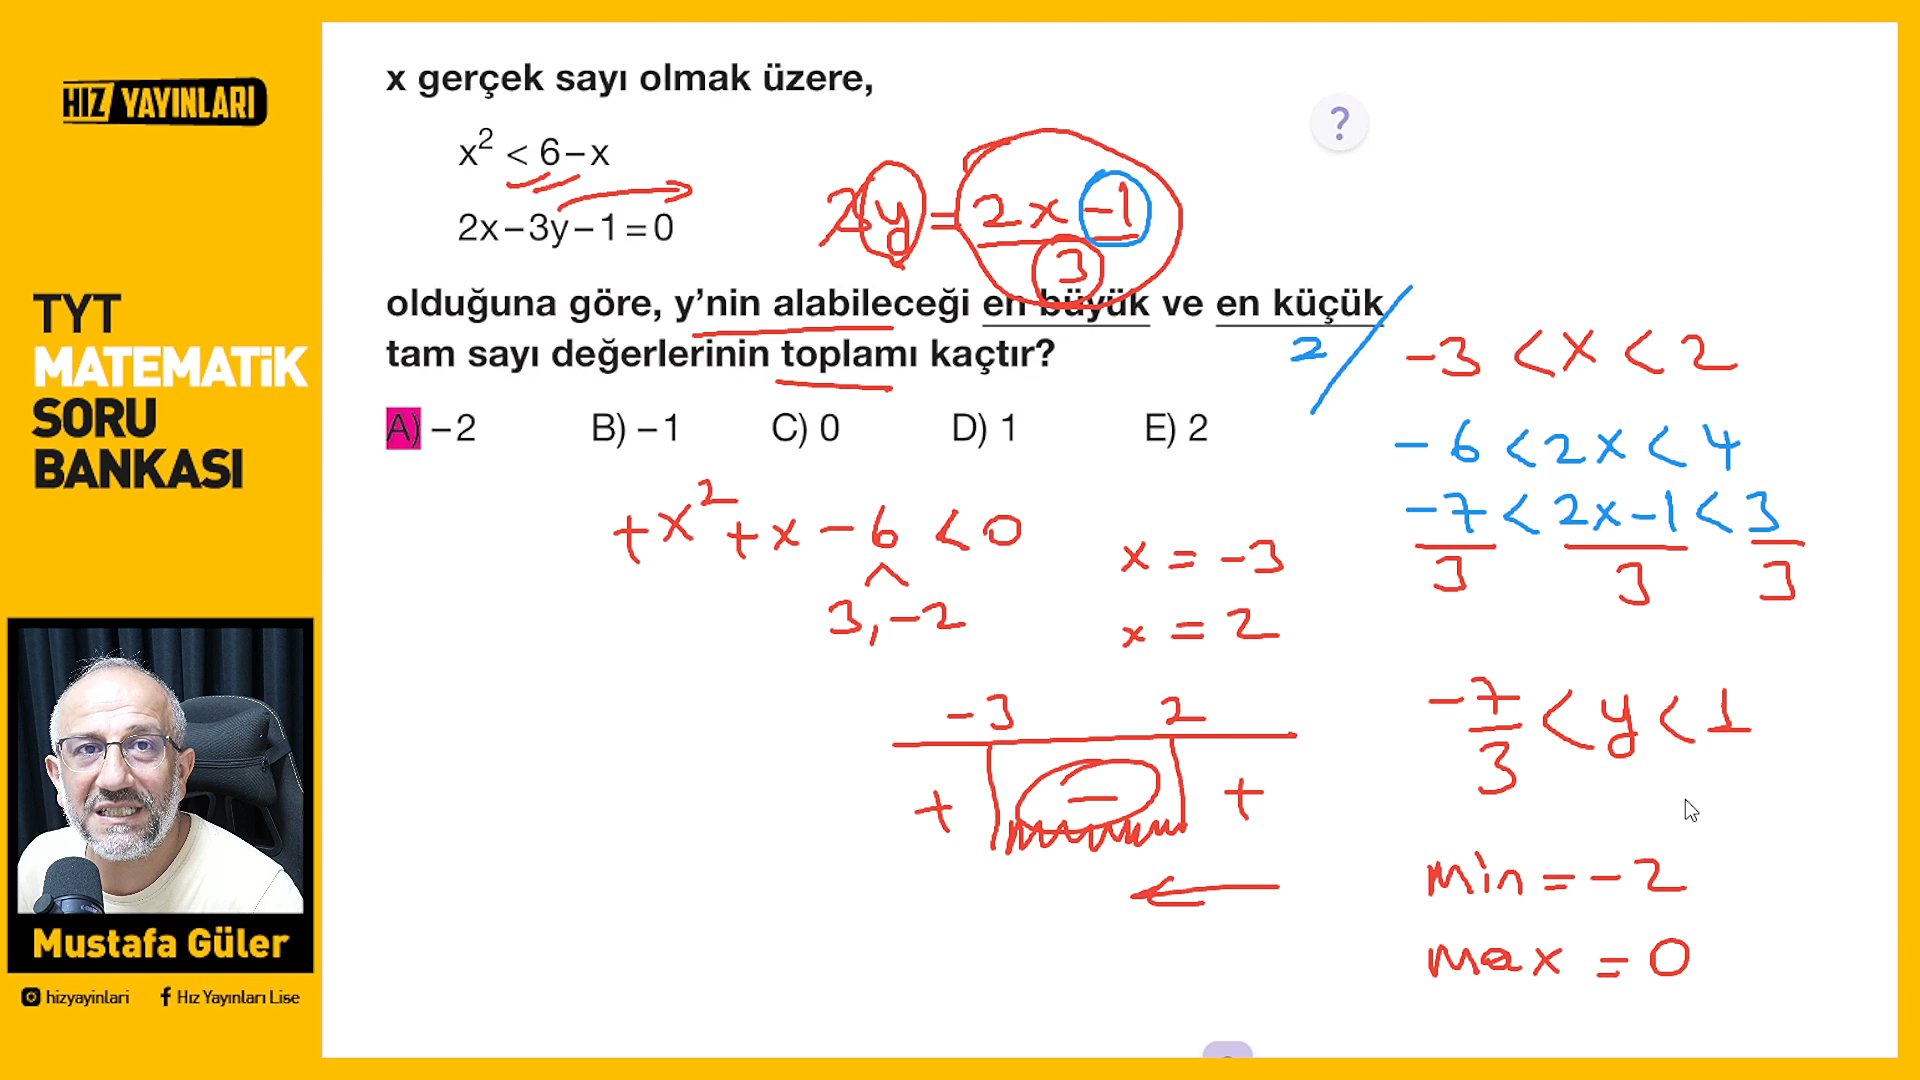 HIZ YAYINLARI
TYT
MATEMATiK
SORU
BANKASI
Mustafa Güler
hizyayinlari
Hız Yayınları Lise
x gerçek sayı olmak üzere,
x² < 6 – x
2x – 3y – 1 = 0
olduğuna göre, y’nin alabileceği en büyük ve en küçük
tam sayı değerlerinin toplamı kaçtır?
A) –2 B) –1 C) 0 D) 1 E) 2
?
3y = 2x -1
3
+x² + x - 6 < 0
3, -2
x = -3
x = 2
-3 2
+ - +
2/ -3 < x < 2
-6 < 2x < 4
-7 < 2x-1 < 3
3 3 3
-7/3 < y < 1
min = -2
max = 0